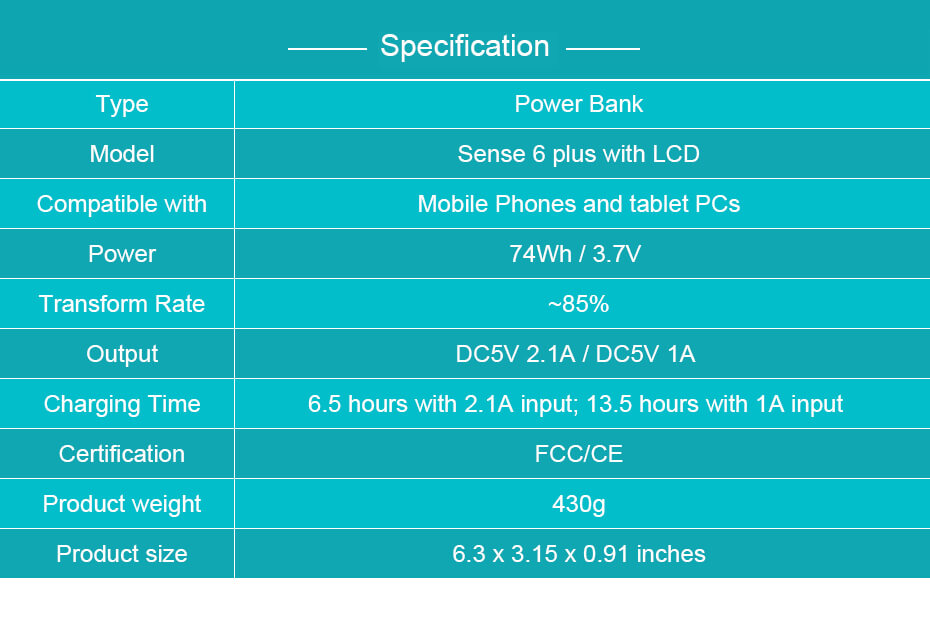 Specification
Type Power Bank
Model Sense 6 plus with LCD
Compatible with Mobile Phones and tablet PCs
Power 74Wh / 3.7V
Transform Rate ~85%
Output DC5V 2.1A / DC5V 1A
Charging Time 6.5 hours with 2.1A input; 13.5 hours with 1A input
Certification FCC/CE
Product weight 430g
Product size 6.3 x 3.15 x 0.91 inches